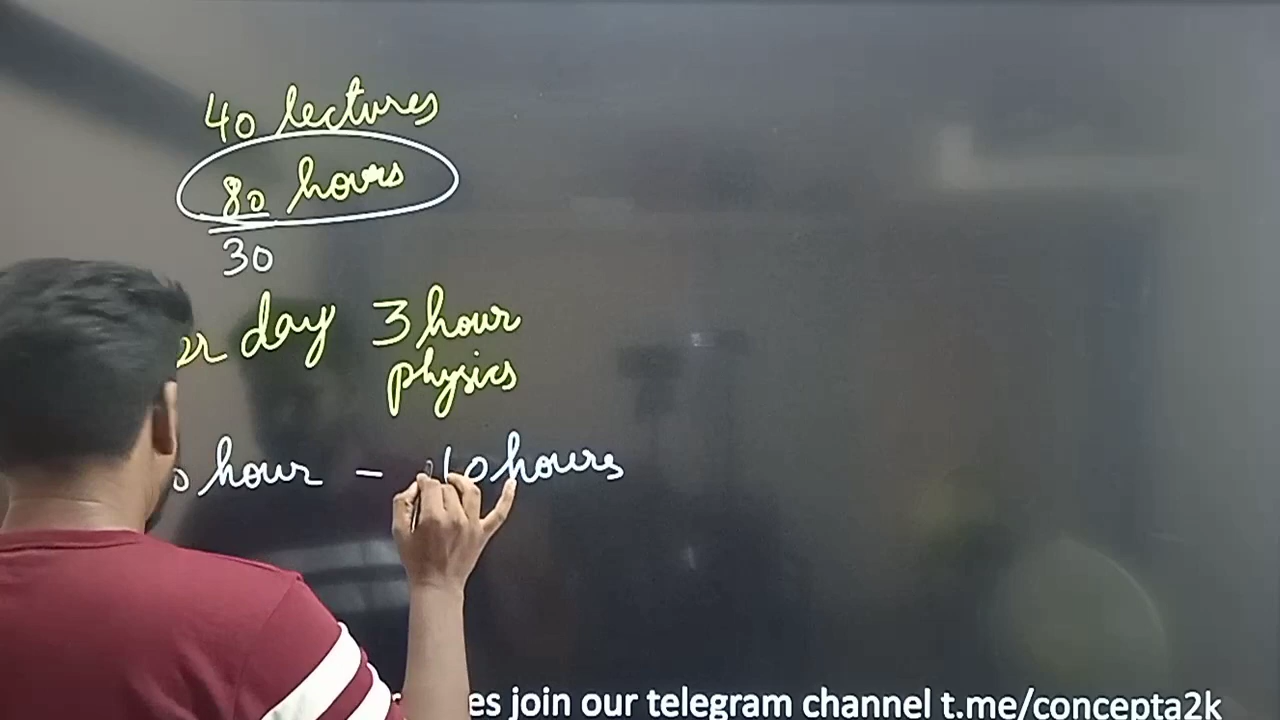 40 lectures
80 hours
30
day 3 hour
physics
hour - hours
join our telegram channel t.me/concepta2k